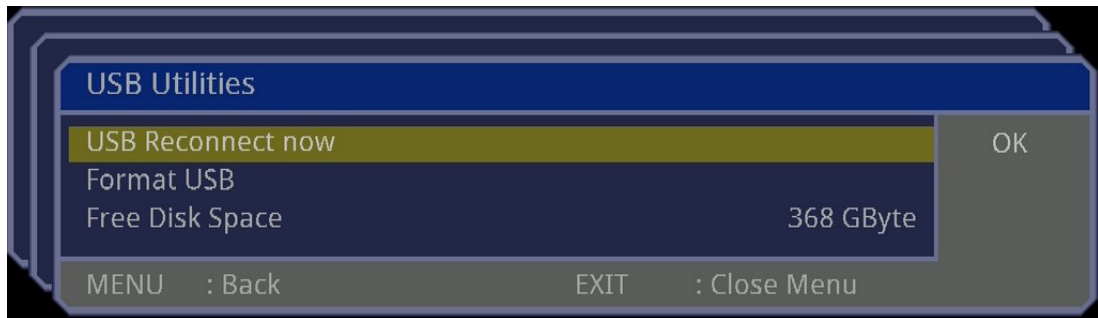 USB Utilities
USB Reconnect now OK
Format USB
Free Disk Space 368 GByte
MENU : Back EXIT : Close Menu